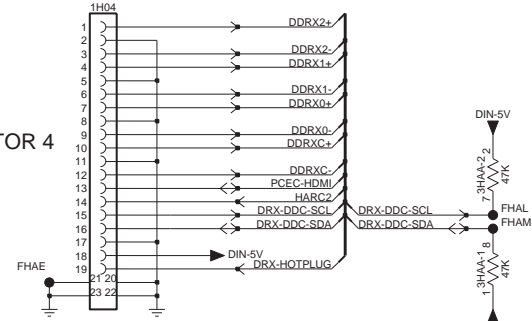 1H04
1 DDRX2+
2
3 DDRX2-
4 DDRX1+
5
6 DDRX1-
7 DDRX0+
8
9 DDRX0-
10 DDRXC+
11
12 DDRXC-
13 PCEC-HDMI
14 HARC2
15 DRX-DDC-SCL DRX-DDC-SCL
16 DRX-DDC-SDA DRX-DDC-SDA
17
18 DIN-5V
19 DRX-HOTPLUG
21 20
23 22
TOR 4
FHAE
DIN-5V
7 3HAA-2 2
47K
FHAL
FHAM
1 3HAA-1 8
47K